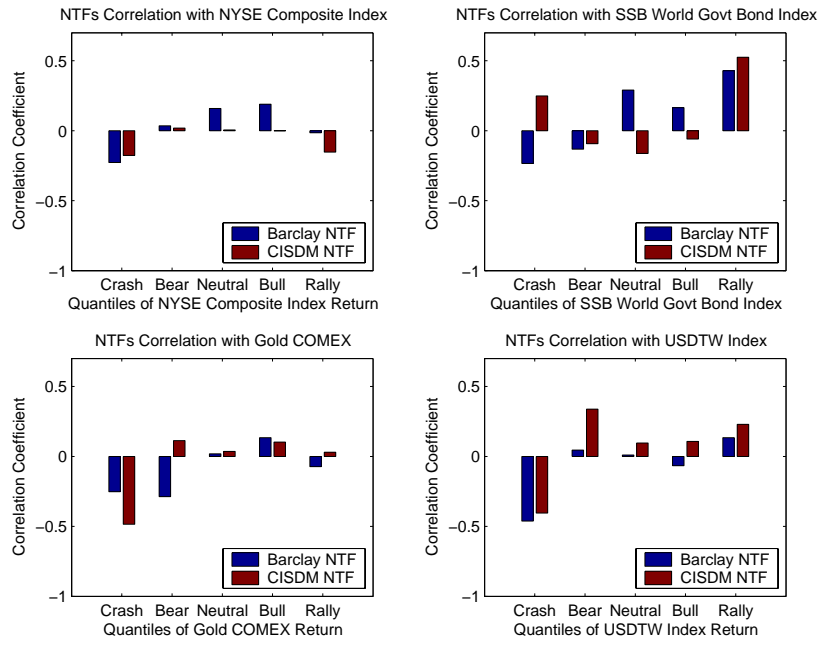 NTFs Correlation with NYSE Composite Index
0.5
0
−0.5
−1
Correlation Coefficient
Barclay NTF
CISDM NTF
Crash Bear Neutral Bull Rally
Quantiles of NYSE Composite Index Return
NTFs Correlation with SSB World Govt Bond Index
0.5
0
−0.5
−1
Correlation Coefficient
Barclay NTF
CISDM NTF
Crash Bear Neutral Bull Rally
Quantiles of SSB World Govt Bond Index
NTFs Correlation with Gold COMEX
0.5
0
−0.5
−1
Correlation Coefficient
Barclay NTF
CISDM NTF
Crash Bear Neutral Bull Rally
Quantiles of Gold COMEX Return
NTFs Correlation with USDTW Index
0.5
0
−0.5
−1
Correlation Coefficient
Barclay NTF
CISDM NTF
Crash Bear Neutral Bull Rally
Quantiles of USDTW Index Return